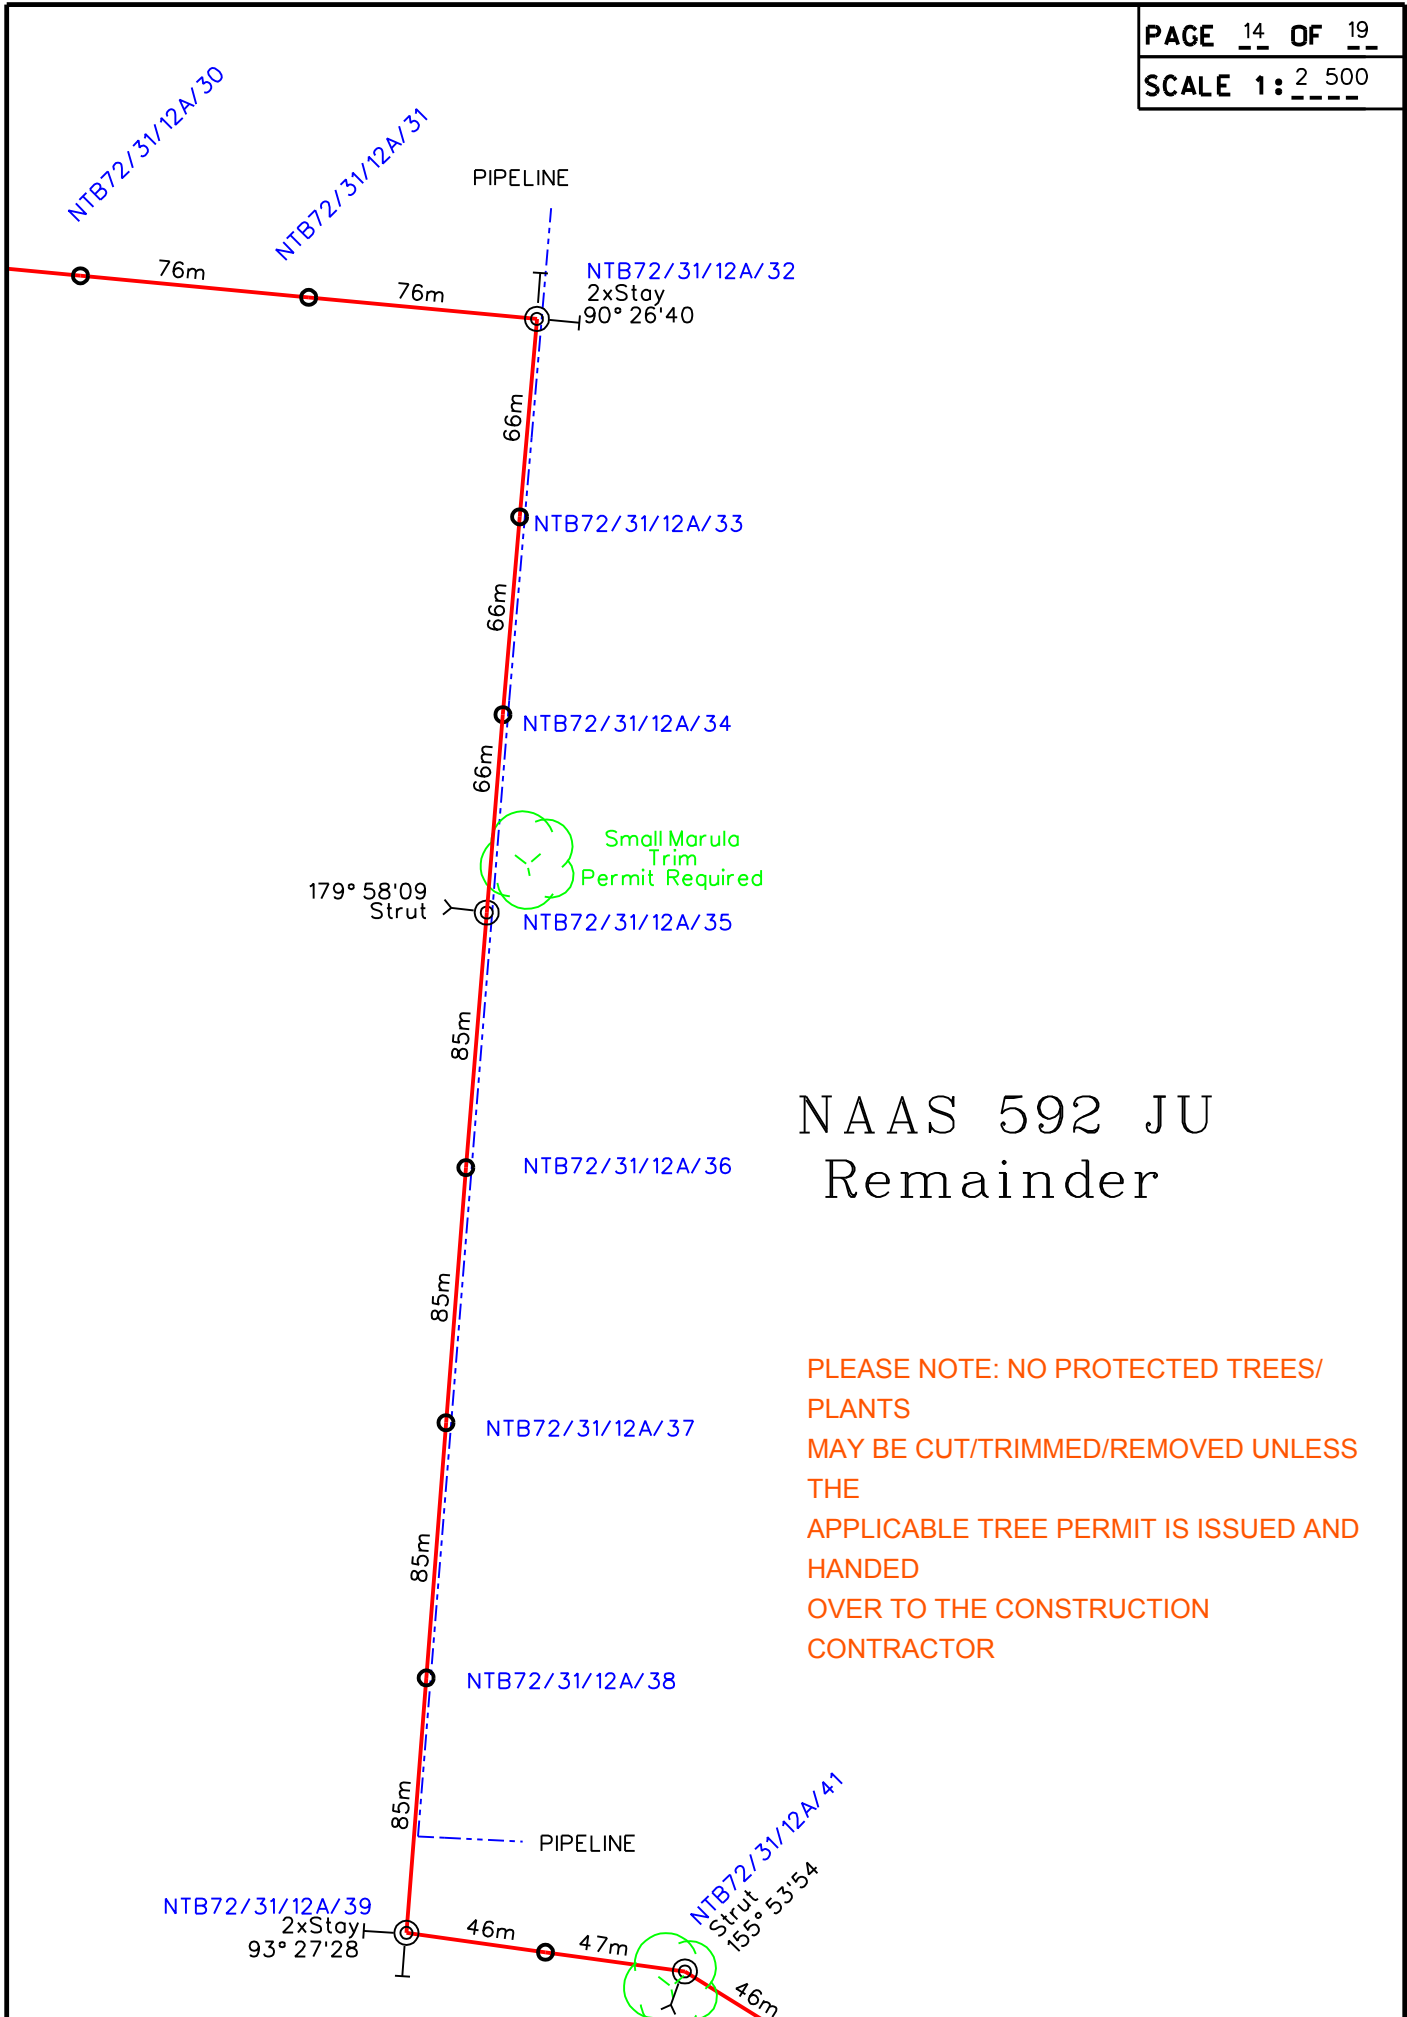 PAGE 14 OF 19
SCALE 1: 2 500
NTB72/31/12A/30
NTB72/31/12A/31
PIPELINE
76m
76m
NTB72/31/12A/32
2xStay
90° 26'40
66m
NTB72/31/12A/33
66m
NTB72/31/12A/34
66m
Small Marula
Trim
Permit Required
179° 58'09
Strut
NTB72/31/12A/35
85m
NAAS 592 JU
Remainder
NTB72/31/12A/36
85m
PLEASE NOTE: NO PROTECTED TREES/
PLANTS
MAY BE CUT/TRIMMED/REMOVED UNLESS
THE
APPLICABLE TREE PERMIT IS ISSUED AND
HANDED
OVER TO THE CONSTRUCTION
CONTRACTOR
NTB72/31/12A/37
85m
NTB72/31/12A/38
85m
PIPELINE
NTB72/31/12A/41
Strut
155° 53'54
NTB72/31/12A/39
2xStay
93° 27'28
46m
47m
46m